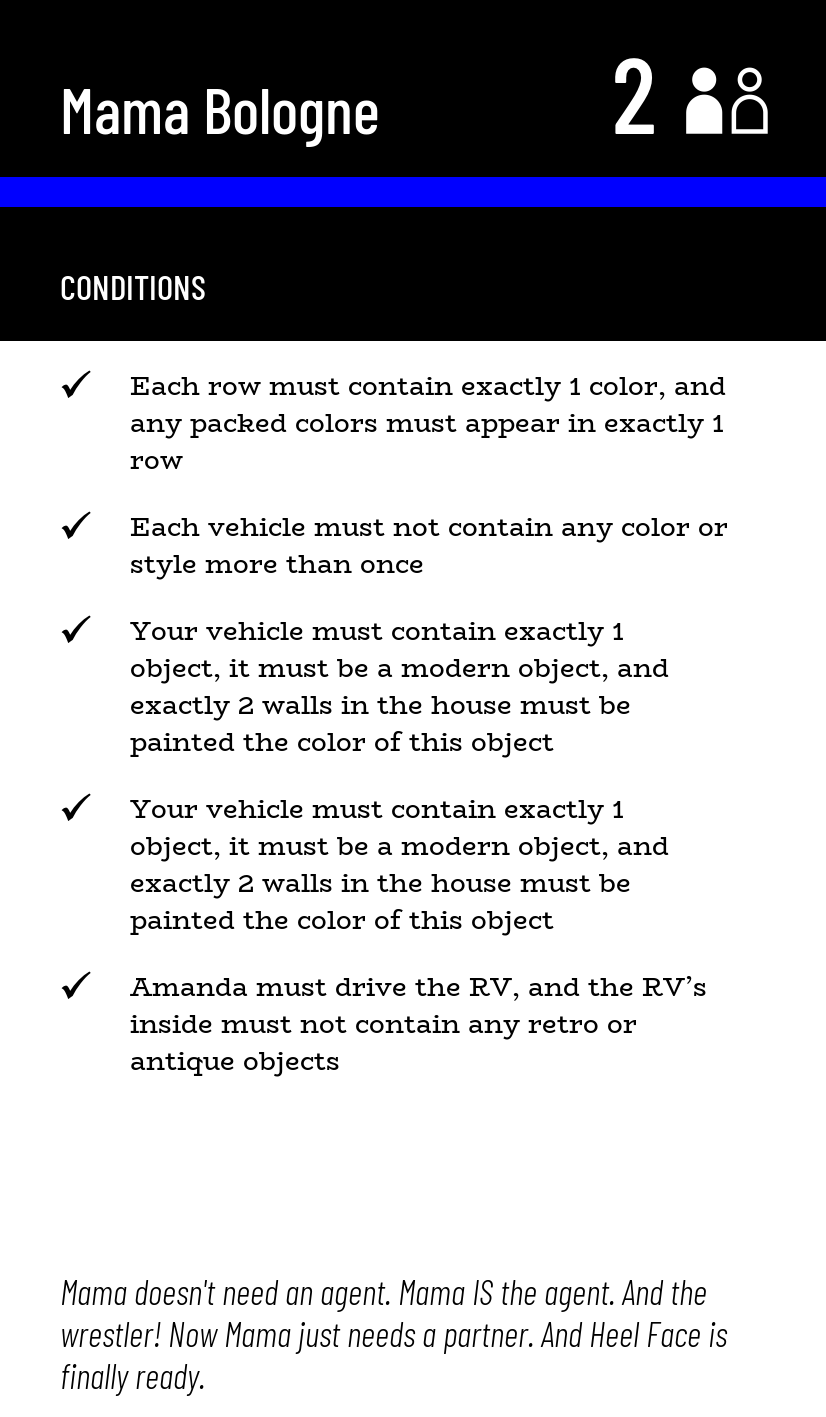 Mama Bologne
2
CONDITIONS
✓ Each row must contain exactly 1 color, and
any packed colors must appear in exactly 1
row
✓ Each vehicle must not contain any color or
style more than once
✓ Your vehicle must contain exactly 1
object, it must be a modern object, and
exactly 2 walls in the house must be
painted the color of this object
✓ Your vehicle must contain exactly 1
object, it must be a modern object, and
exactly 2 walls in the house must be
painted the color of this object
✓ Amanda must drive the RV, and the RV’s
inside must not contain any retro or
antique objects
Mama doesn't need an agent. Mama IS the agent. And the
wrestler! Now Mama just needs a partner. And Heel Face is
finally ready.